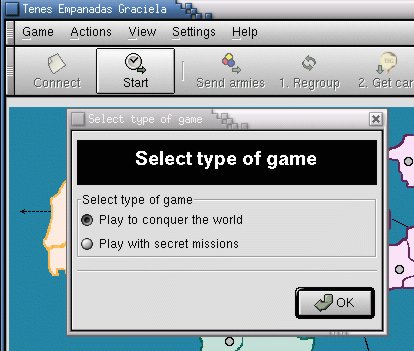 Tenes Empanadas Graciela
Game Actions View Settings Help
Connect Start Send armies 1. Regroup 2. Get car
Select type of game
Select type of game
Select type of game
Play to conquer the world
Play with secret missions
OK